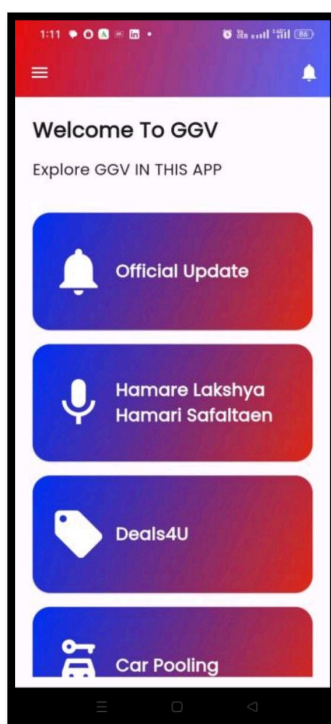 1:11
Welcome To GGV
Explore GGV IN THIS APP
Official Update
Hamare Lakshya
Hamari Safaltaen
Deals4U
Car Pooling